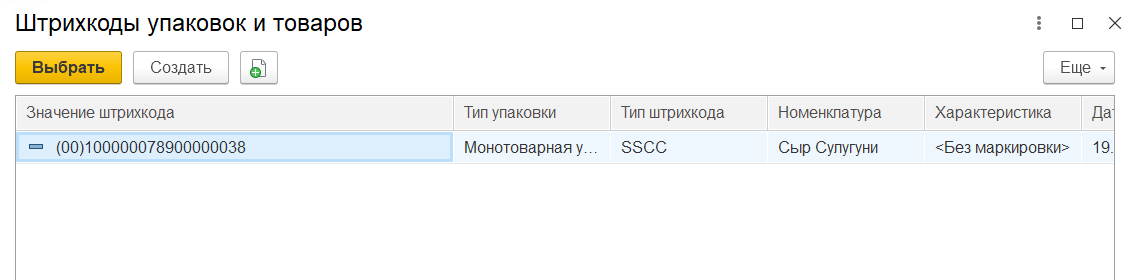 Штрихкоды упаковок и товаров
Выбрать Создать Еще
Значение штрихкода Тип упаковки Тип штрихкода Номенклатура Характеристика Дат
(00)100000078900000038 Монотоварная у... SSCC Сыр Сулугуни <Без маркировки> 19.